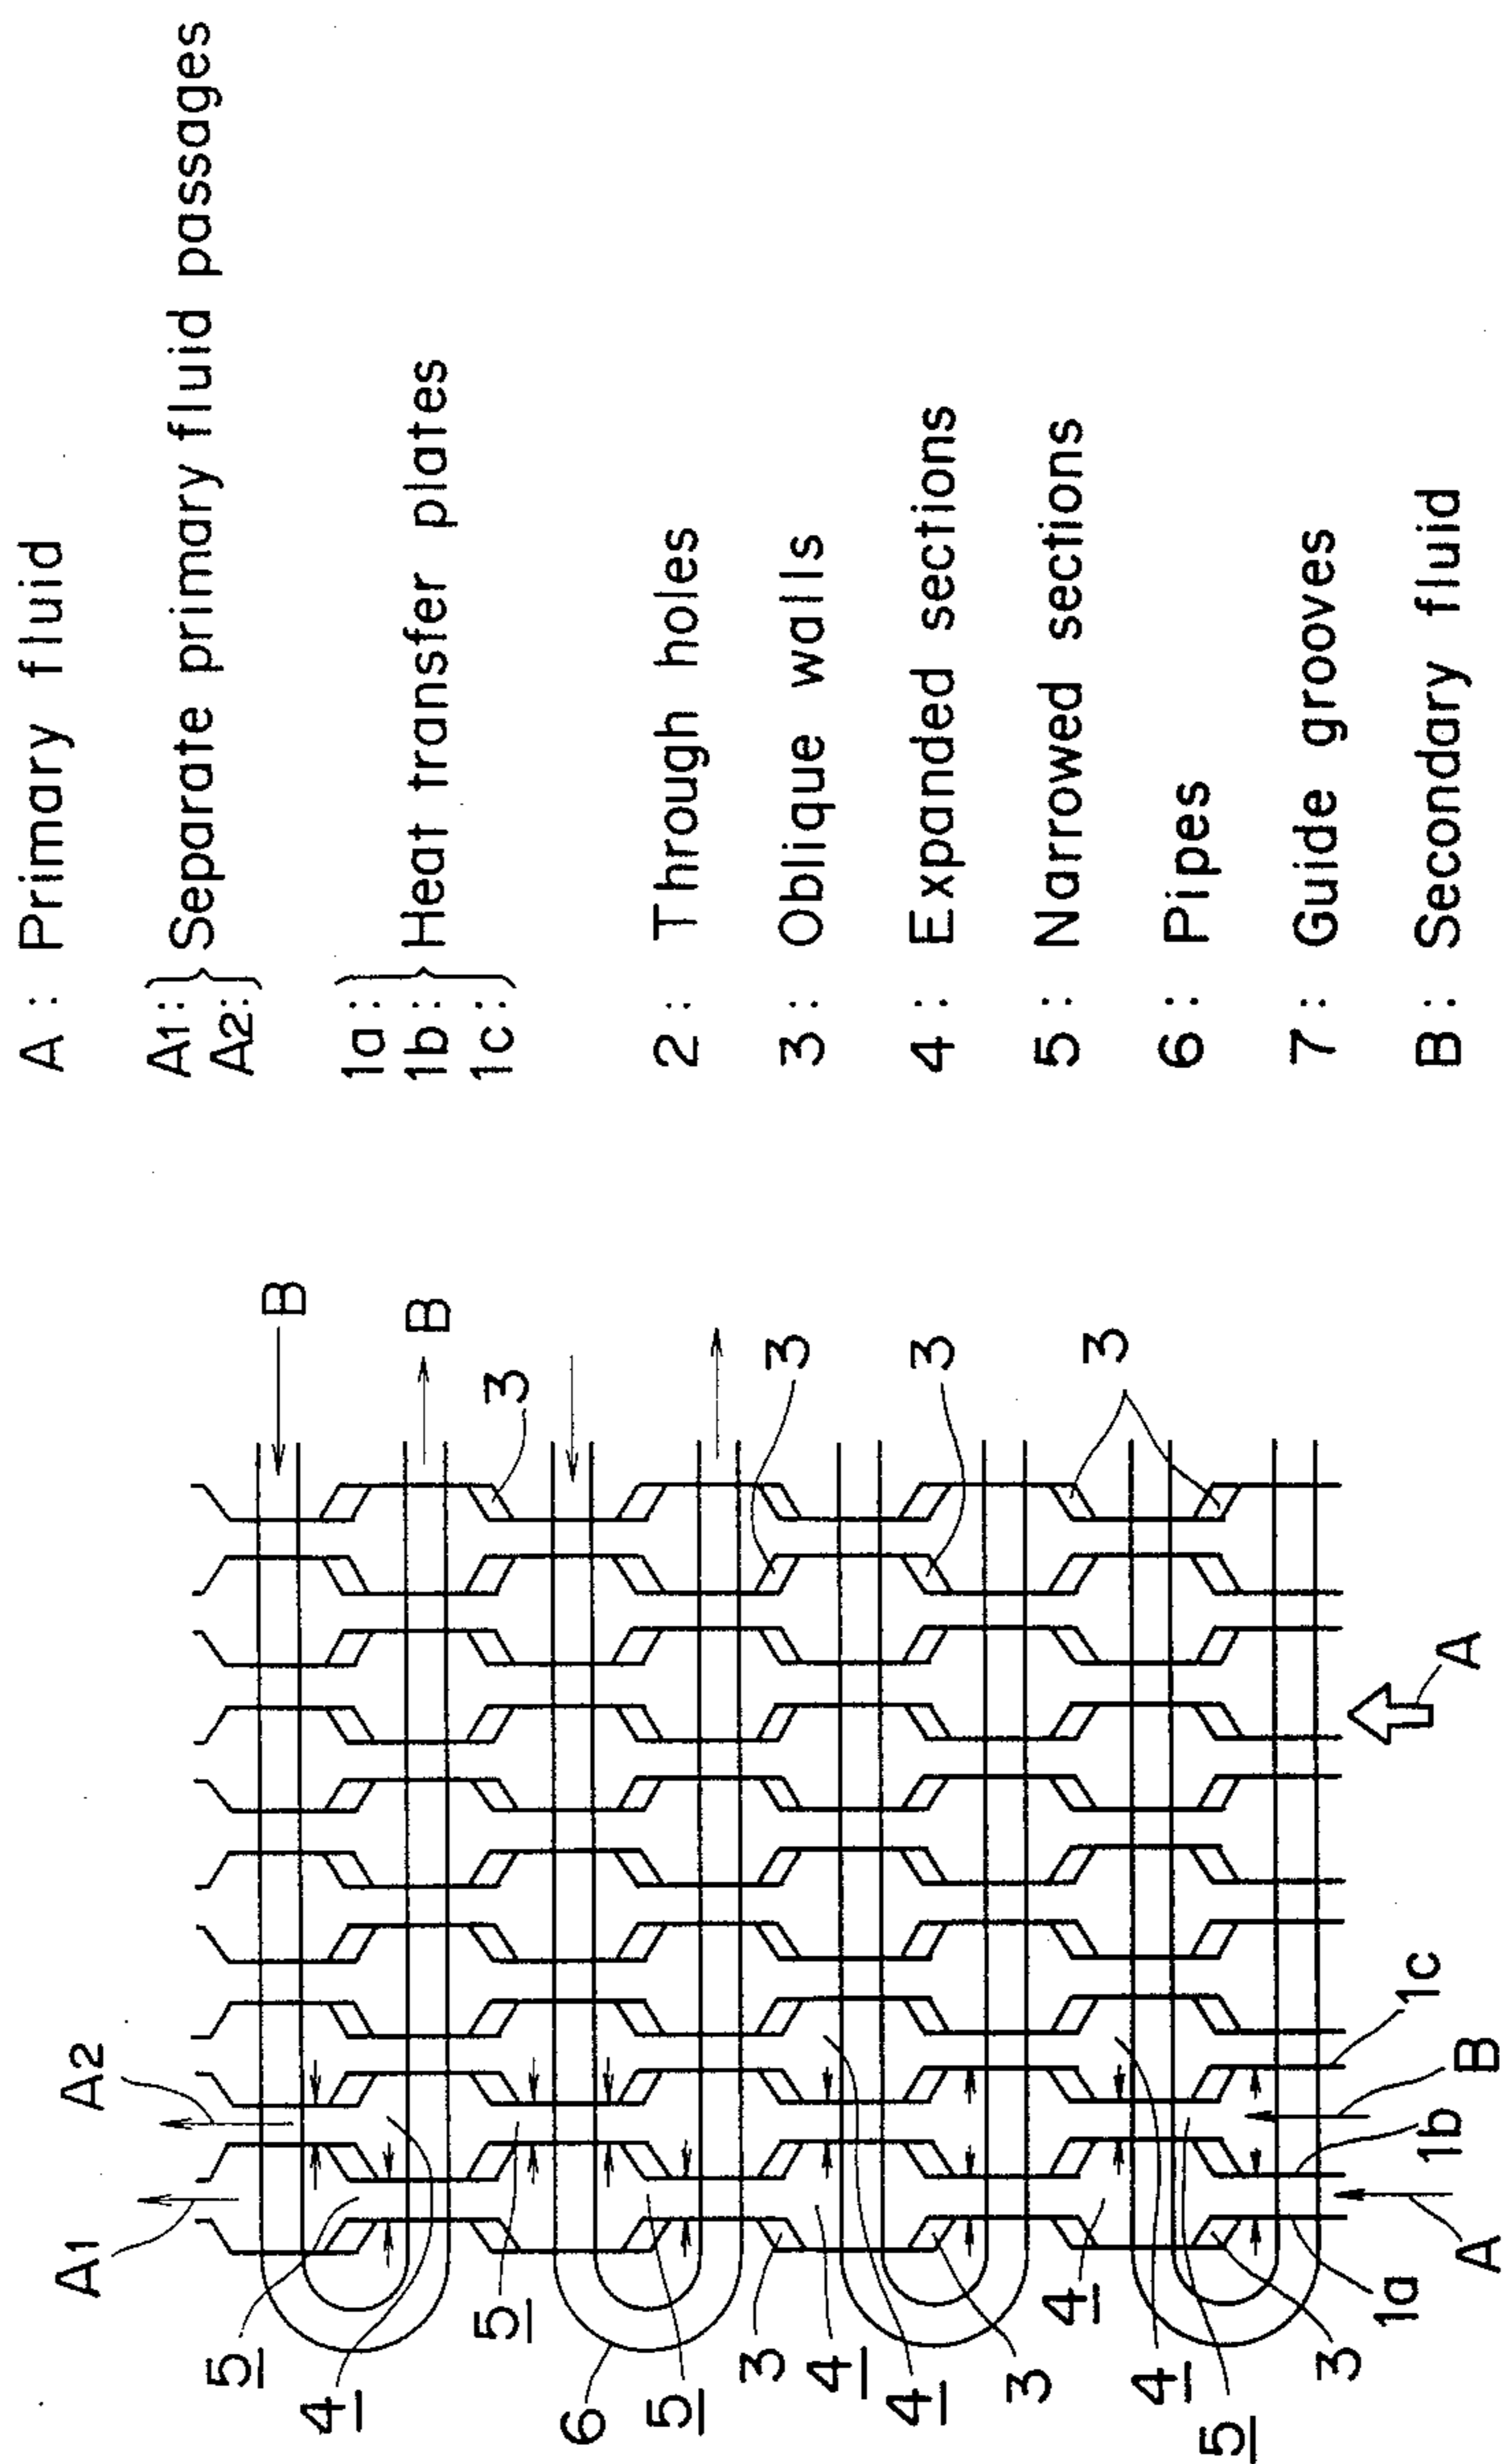 A1
A2
5
4
5
6
5
3
4
4
3
4
4
5
3
1a
A
1b
B
1c
A
B
B
3
3
3
3
A : Primary fluid
A1:
A2:
Separate primary fluid passages
1a:
1b:
1c:
Heat transfer plates
2 : Through holes
3 : Oblique walls
4 : Expanded sections
5 : Narrowed sections
6 : Pipes
7 : Guide grooves
B : Secondary fluid